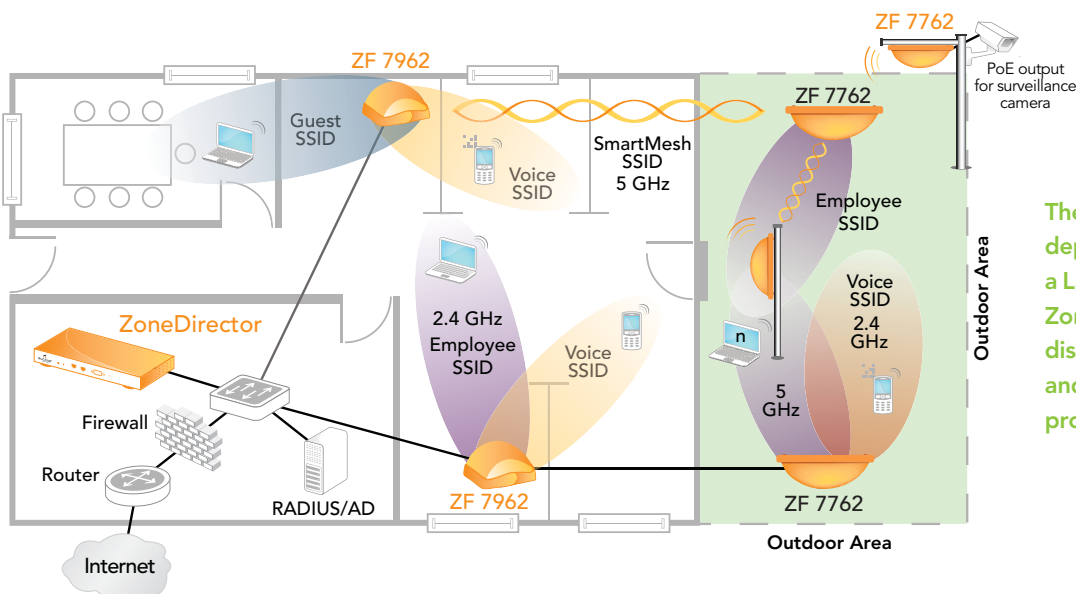 ZF 7762
PoE output
for surveillance
camera
ZF 7962
ZF 7762
Guest
SSID
Voice
SSID
SmartMesh
SSID
5 GHz
Employee
SSID
Outdoor Area
2.4 GHz
Employee
SSID
Voice
SSID
Voice
SSID
2.4
GHz
n
5
GHz
ZoneDirector
Firewall
Router
RADIUS/AD
Internet
ZF 7962
ZF 7762
Outdoor Area
The
dep
a L
Zon
dis
and
pro